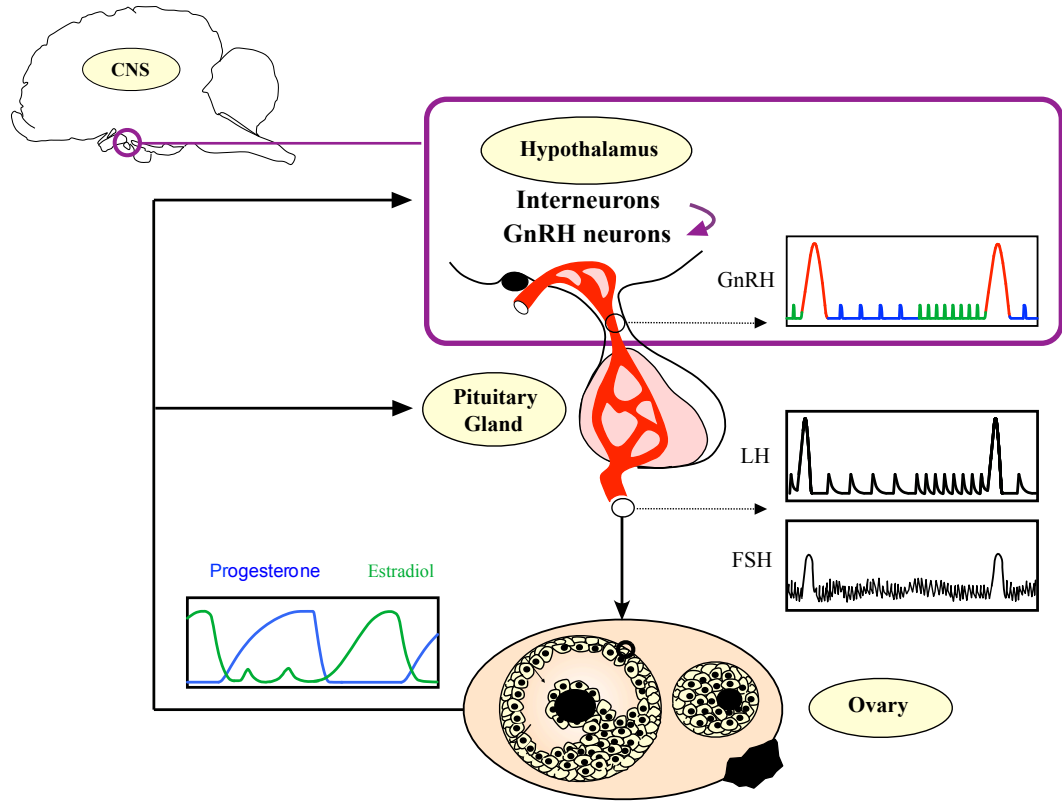 CNS
Hypothalamus
Interneurons
GnRH neurons
GnRH
Pituitary
Gland
LH
FSH
Progesterone Estradiol
Ovary